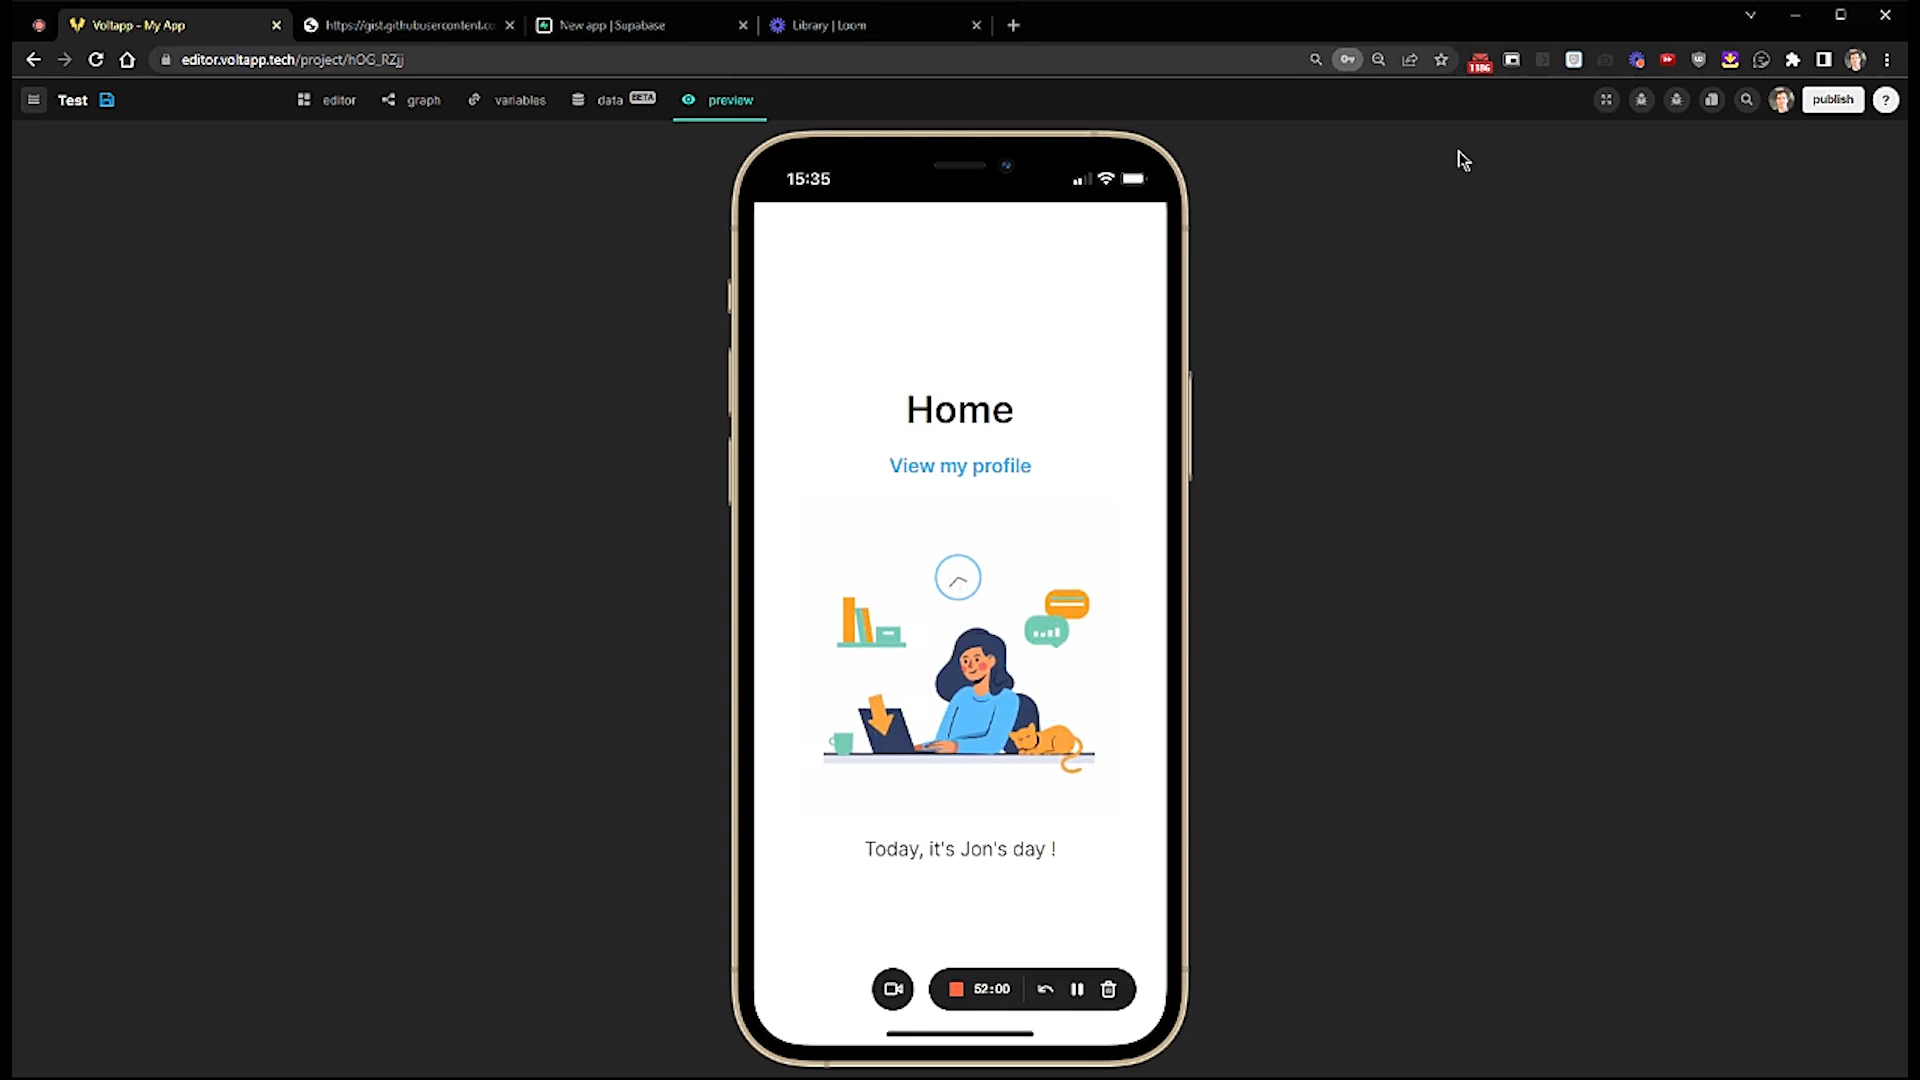 Voltapp - My App
https://gist.githubusercontent.co
New app | Supabase
Library | Loom
editor.voltapp.tech/project/hOG_RZjj
1186
Test
editor
graph
variables
data BETA
preview
publish
?
15:35
Home
View my profile
Today, it's Jon's day !
52:00